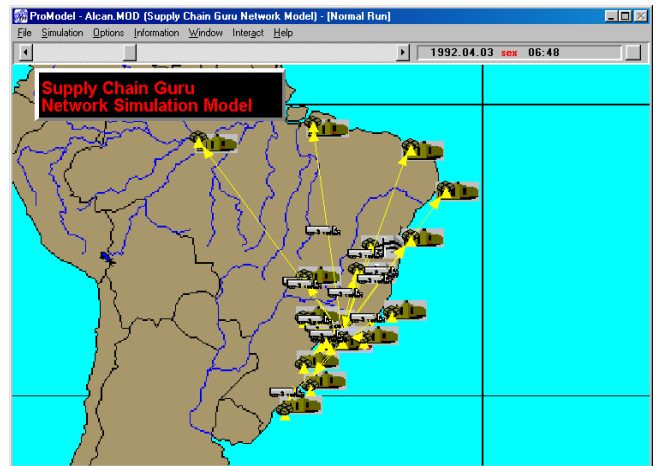 ProModel - Alcan.MOD (Supply Chain Guru Network Model) - [Normal Run]
File Simulation Options Information Window Interact Help
1992.04.03 sex 06:48
Supply Chain Guru
Network Simulation Model